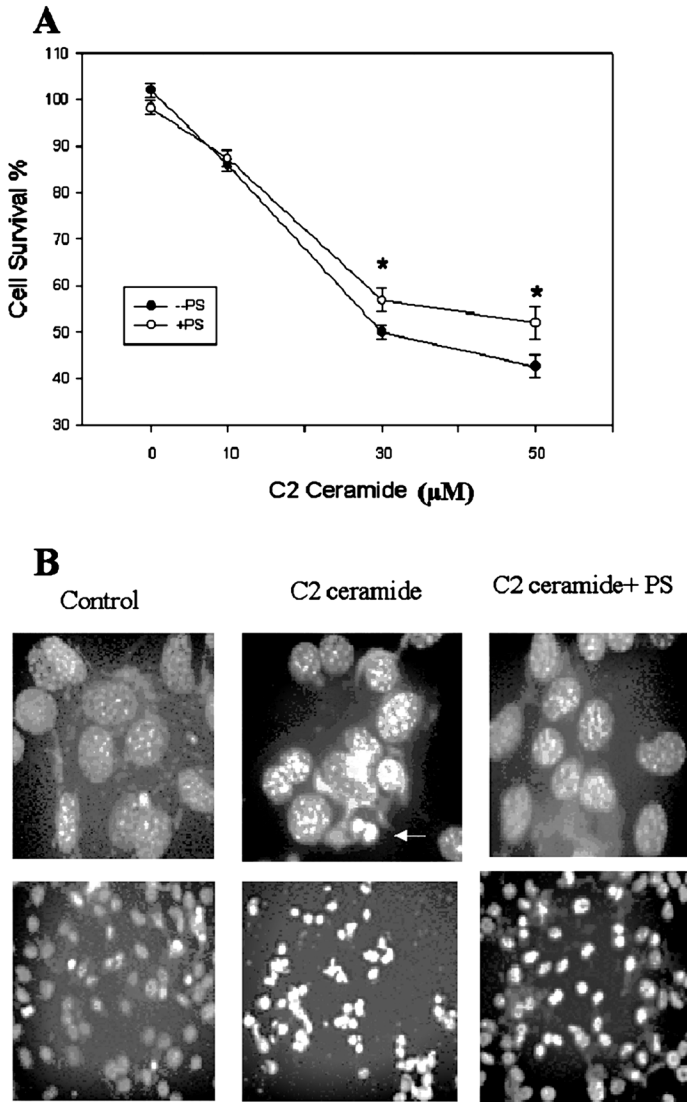 A
110
100
90
80
70
60
50
40
30
Cell Survival %
*
*
--PS
+PS
0 10 30 50
C2 Ceramide (µM)
B
Control C2 ceramide C2 ceramide+ PS